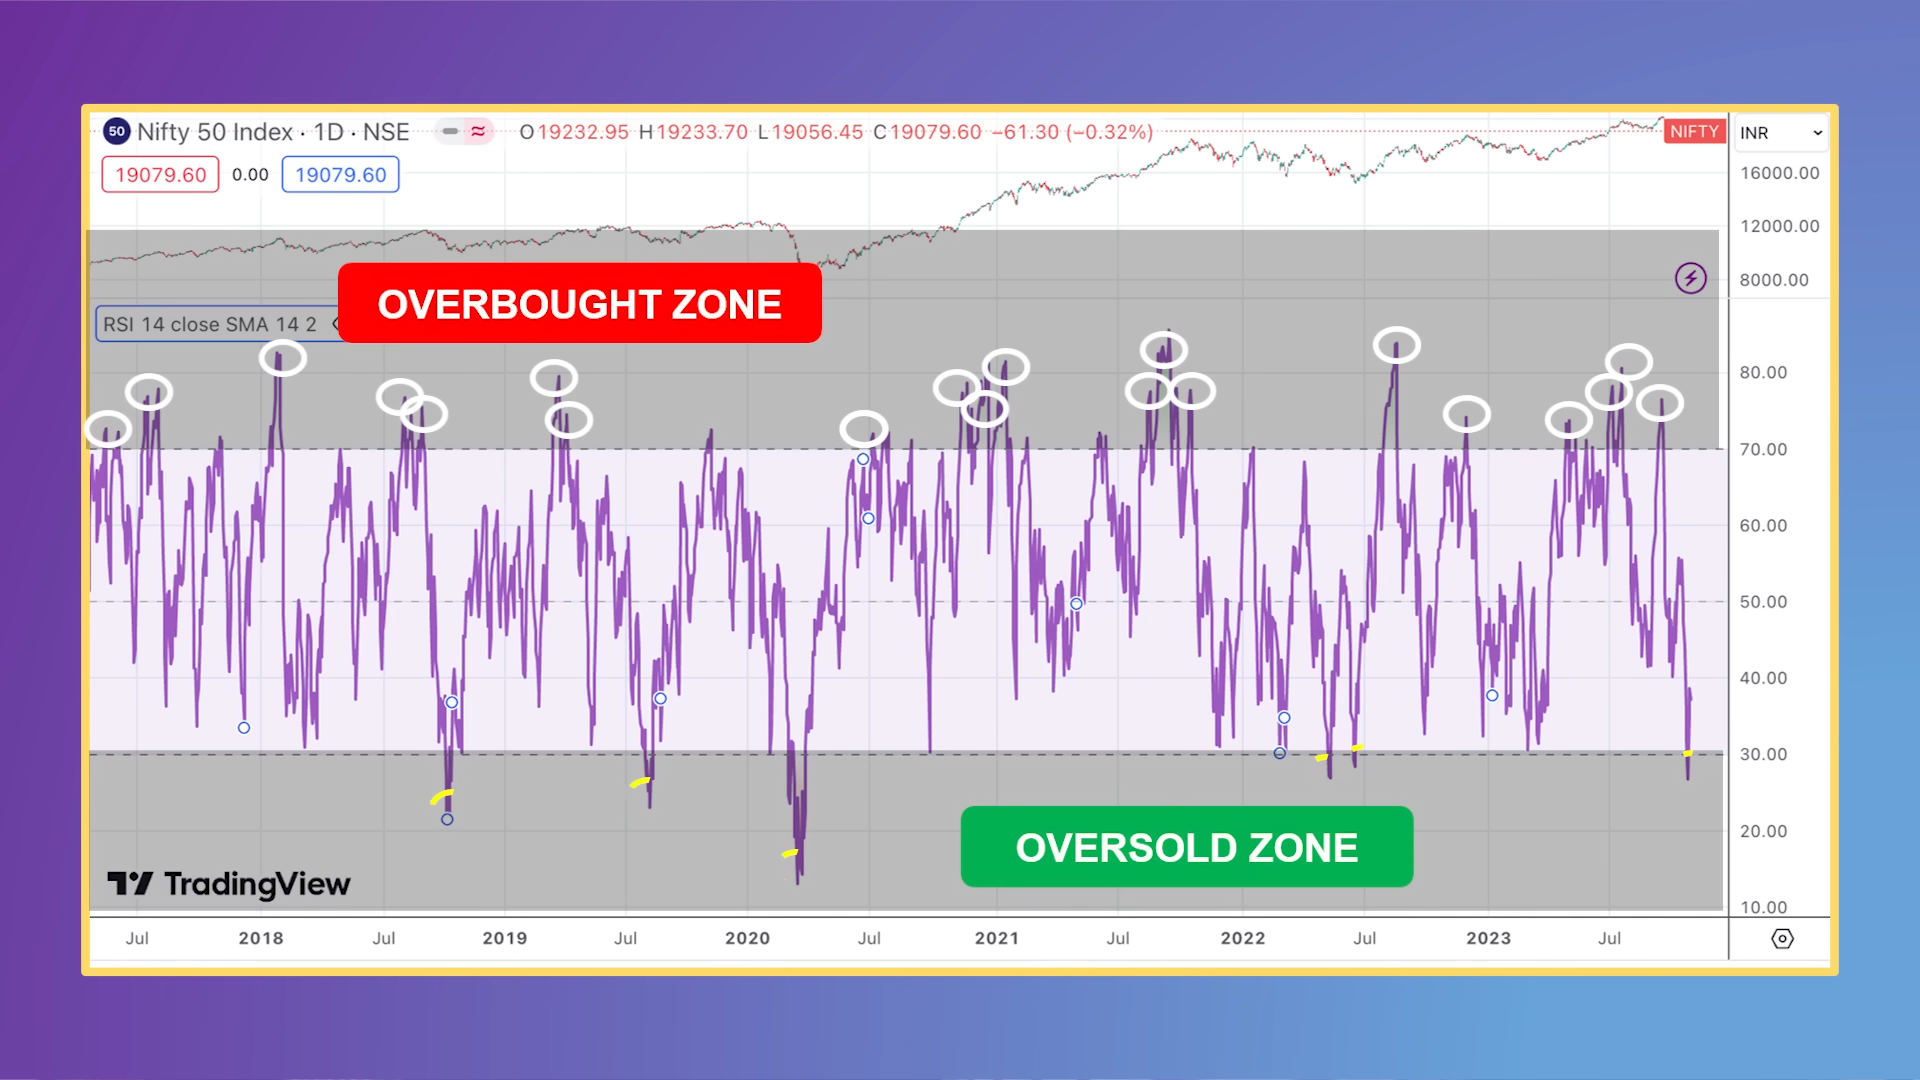 50 Nifty 50 Index · 1D · NSE O19232.95 H19233.70 L19056.45 C19079.60 −61.30 (−0.32%) NIFTY INR
19079.60 0.00 19079.60
16000.00
12000.00
8000.00
OVERBOUGHT ZONE
RSI 14 close SMA 14 2
80.00
70.00
60.00
50.00
40.00
30.00
20.00
10.00
OVERSOLD ZONE
TradingView
Jul 2018 Jul 2019 Jul 2020 Jul 2021 Jul 2022 Jul 2023 Jul